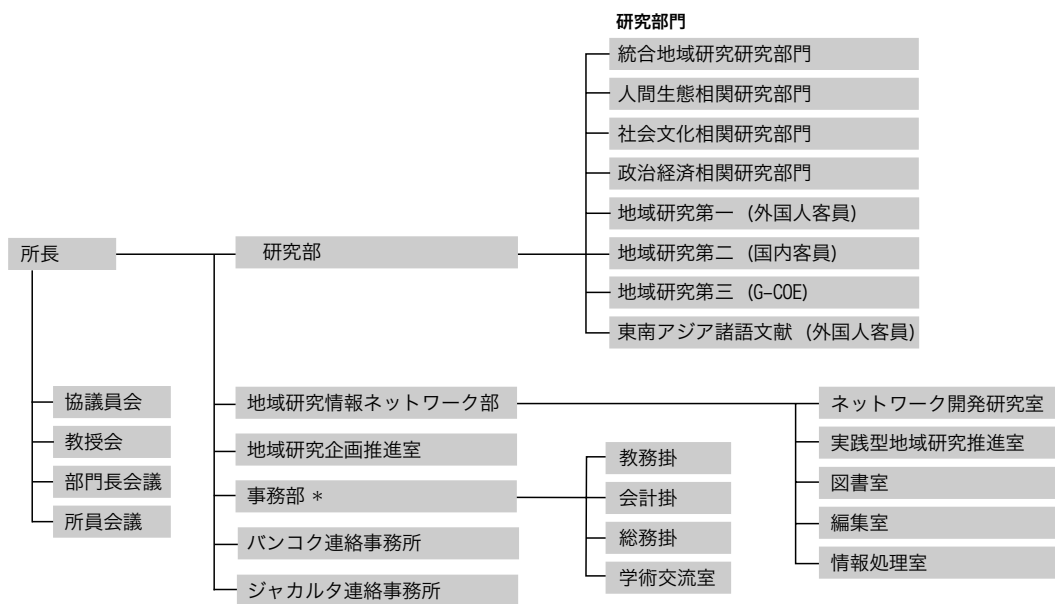 研究部門
統合地域研究研究部門
人間生態相関研究部門
社会文化相関研究部門
政治経済相関研究部門
地域研究第一 (外国人客員)
地域研究第二 (国内客員)
地域研究第三 (G-COE)
東南アジア諸語文献 (外国人客員)
所長
研究部
協議員会
教授会
部門長会議
所員会議
地域研究情報ネットワーク部
地域研究企画推進室
事務部 *
バンコク連絡事務所
ジャカルタ連絡事務所
教務掛
会計掛
総務掛
学術交流室
ネットワーク開発研究室
実践型地域研究推進室
図書室
編集室
情報処理室